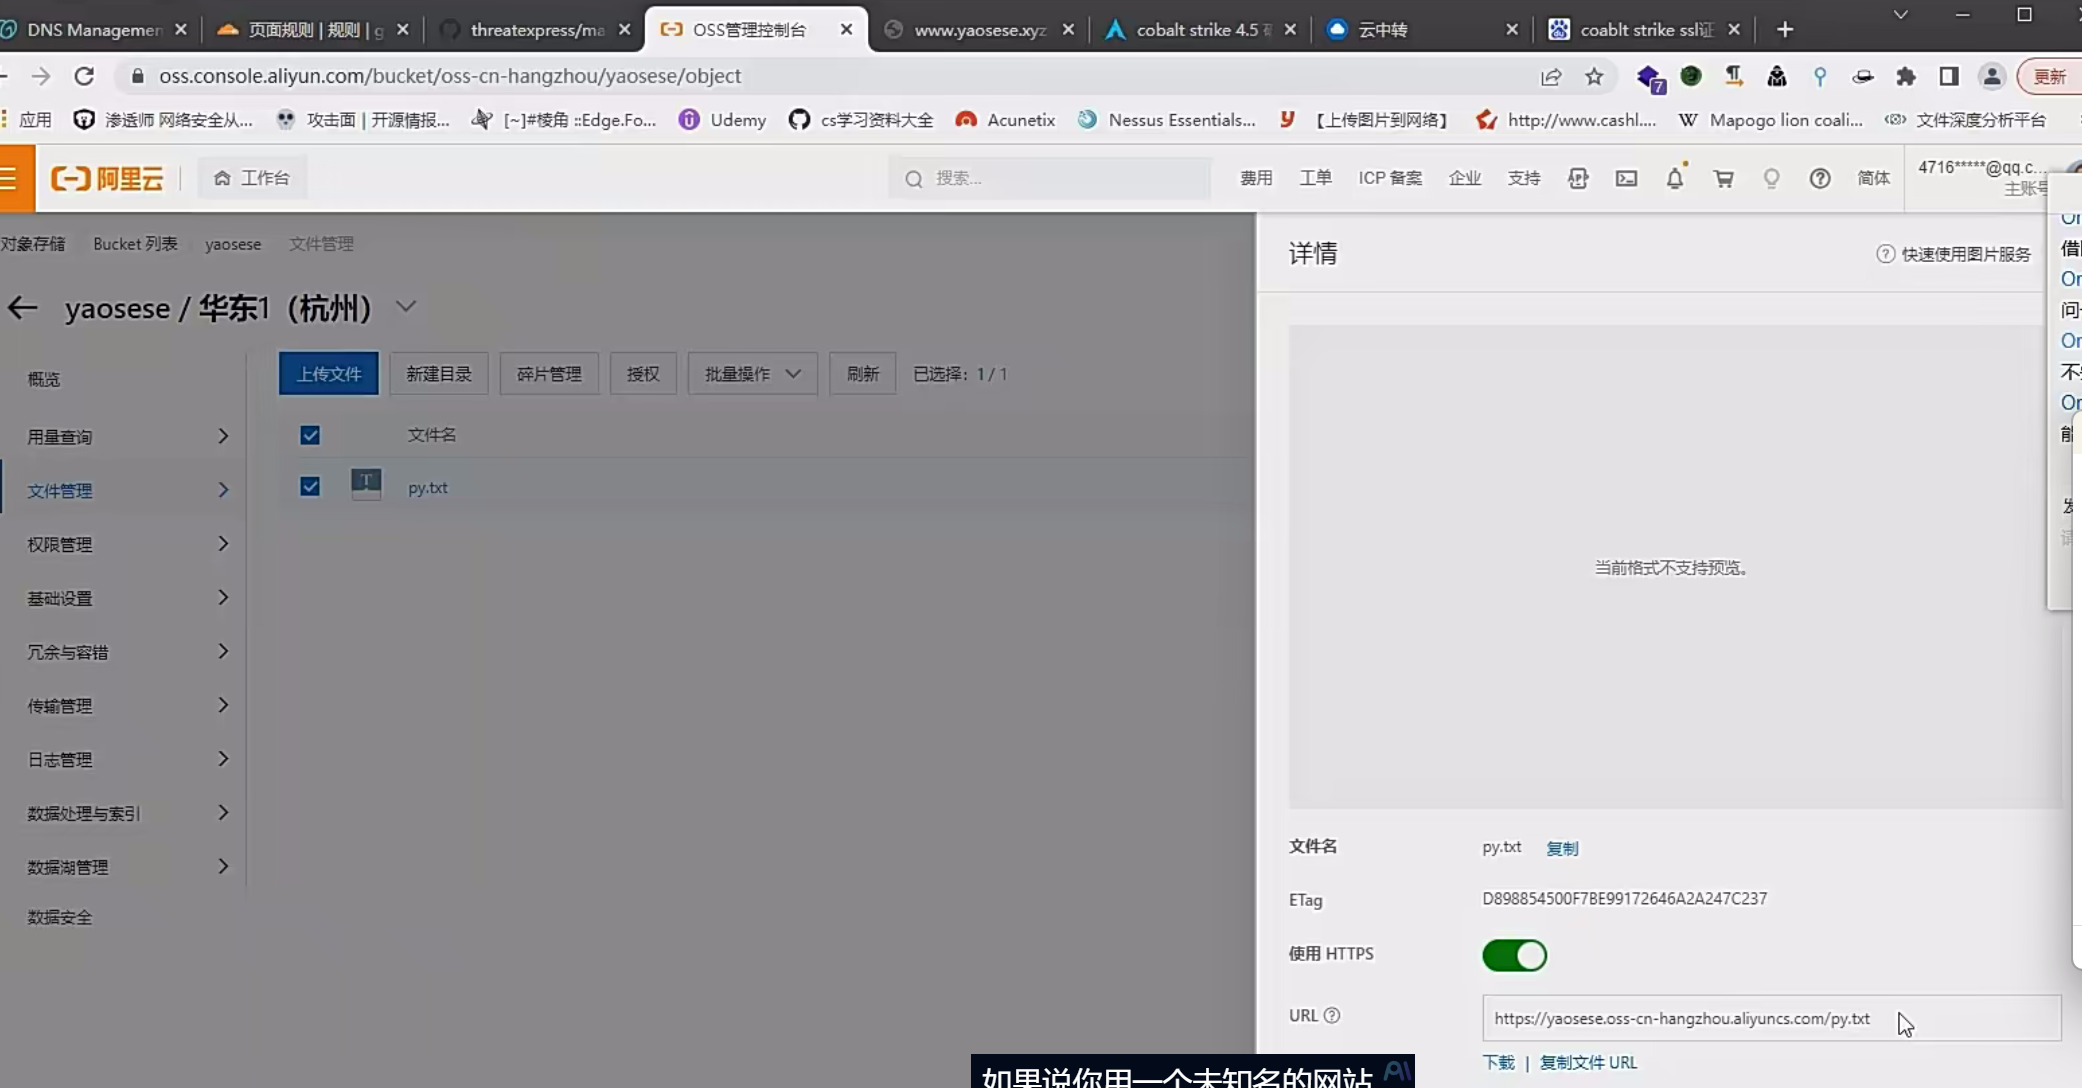 DNS Managemen
页面规则 | 规则 | g
threatexpress/ma
OSS管理控制台
www.yaosese.xyz
cobalt strike 4.5
云中转
coablt strike ssl证
oss.console.aliyun.com/bucket/oss-cn-hangzhou/yaosese/object
7
更新
应用
渗透师 网络安全从...
攻击面 | 开源情报...
[~]#棱角 ::Edge.Fo...
Udemy
cs学习资料大全
Acunetix
Nessus Essentials...
【上传图片到网络】
http://www.cashl....
Mapogo lion coali...
文件深度分析平台
阿里云
工作台
搜索...
费用
工单
ICP 备案
企业
支持
简体
4716*****@qq.c...
主账号
对象存储
Bucket 列表
yaosese
文件管理
yaosese / 华东1（杭州）
概览
用量查询
文件管理
权限管理
基础设置
冗余与容错
传输管理
日志管理
数据处理与索引
数据湖管理
数据安全
上传文件
新建目录
碎片管理
授权
批量操作
刷新
已选择：1 / 1
文件名
py.txt
详情
快速使用图片服务
当前格式不支持预览。
文件名
py.txt
复制
ETag
D898854500F7BE99172646A2A247C237
使用 HTTPS
URL
https://yaosese.oss-cn-hangzhou.aliyuncs.com/py.txt
下载 | 复制文件 URL
如果说你用一个未知名的网站